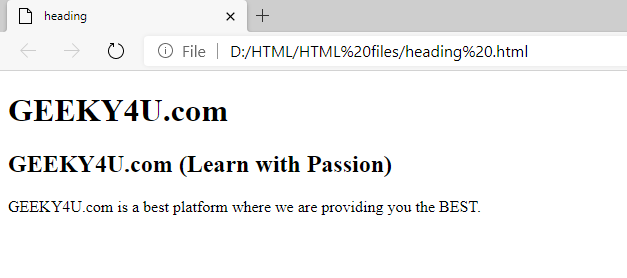 heading
File D:/HTML/HTML%20files/heading%20.html
GEEKY4U.com
GEEKY4U.com (Learn with Passion)
GEEKY4U.com is a best platform where we are providing you the BEST.